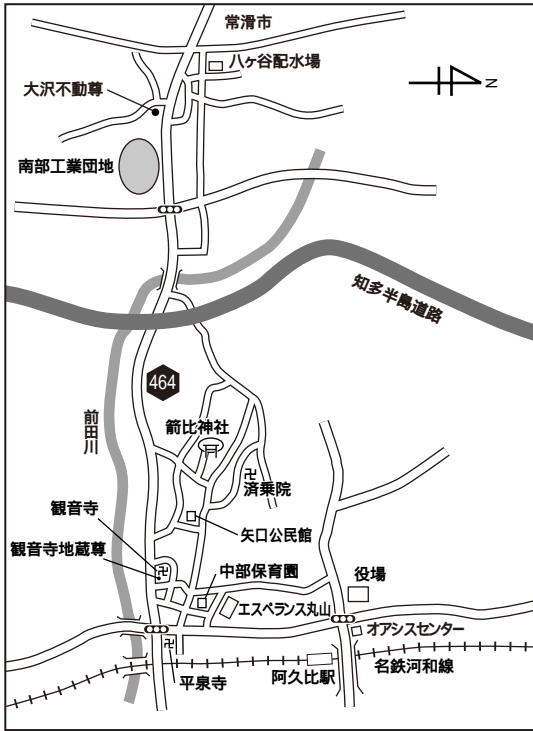 常滑市
八ヶ谷配水場
大沢不動尊
N
南部工業団地
知多半島道路
464
前田川
箭比神社
済乗院
観音寺
矢口公民館
観音寺地蔵尊
中部保育園
役場
エスペランス丸山
オアシスセンター
平泉寺
阿久比駅
名鉄河和線